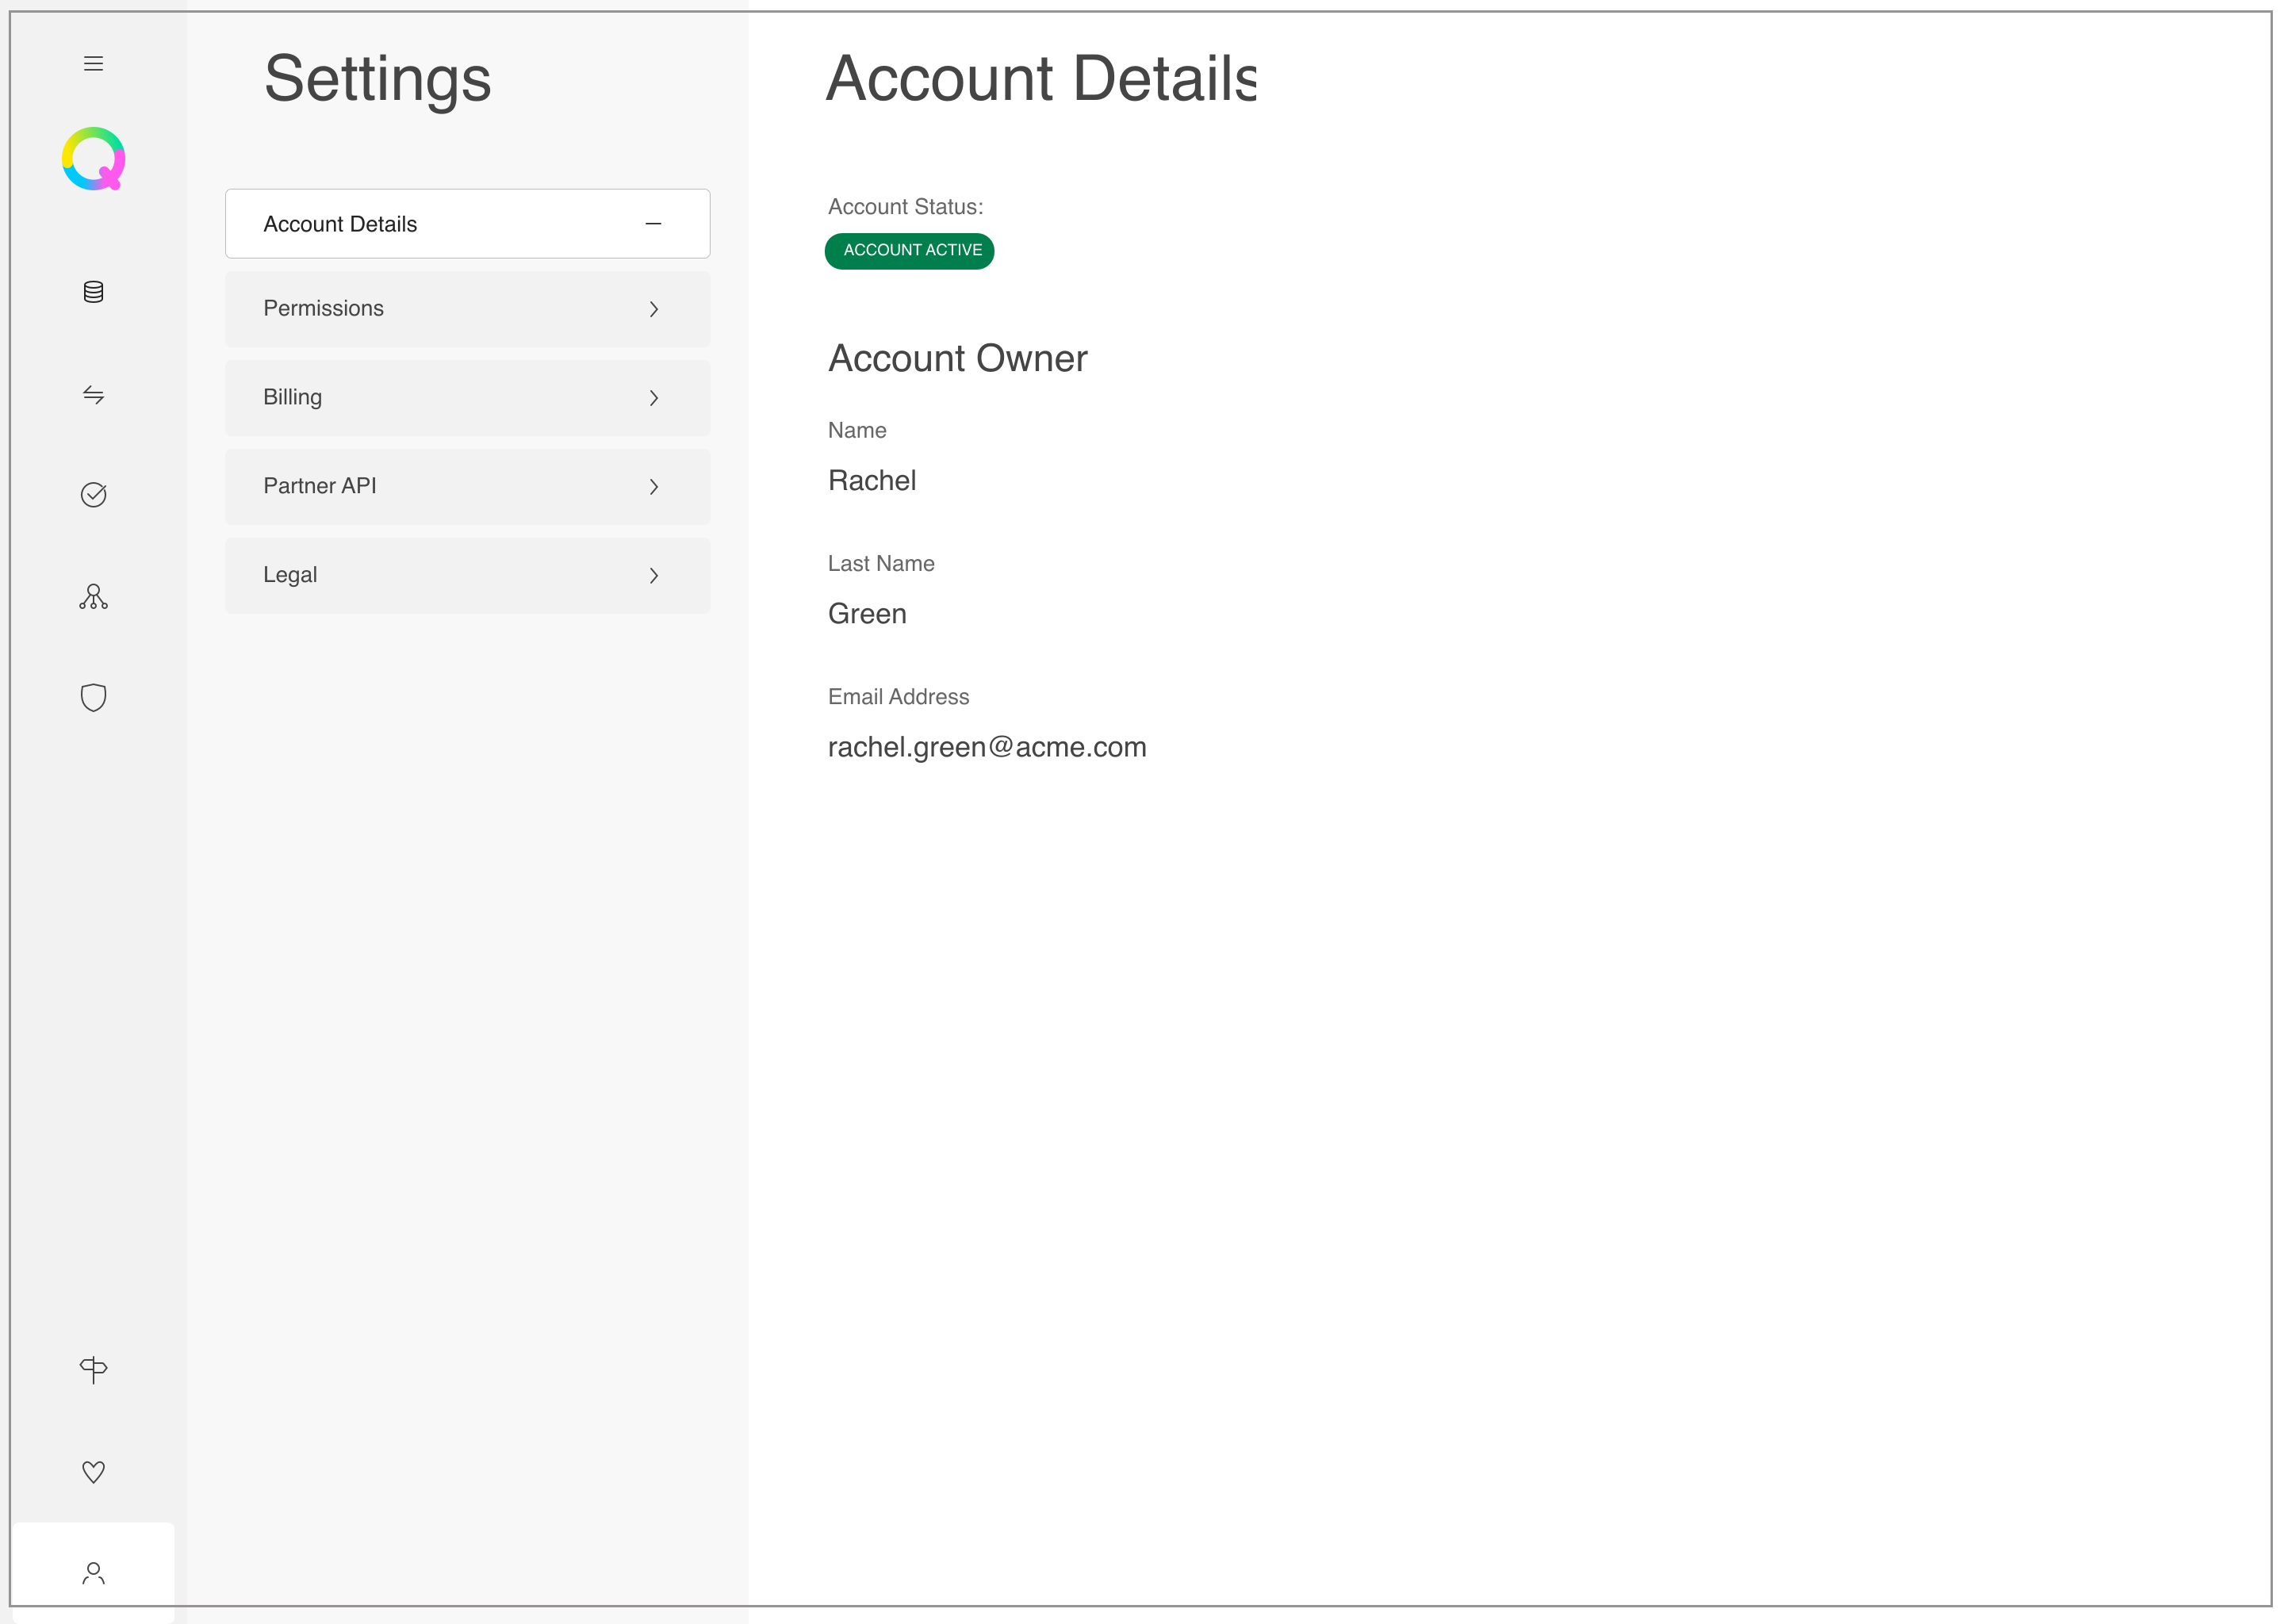 Settings
Account Details
Permissions
Billing
Partner API
Legal
Account Details
Account Status:
ACCOUNT ACTIVE
Account Owner
Name
Rachel
Last Name
Green
Email Address
rachel.green@acme.com